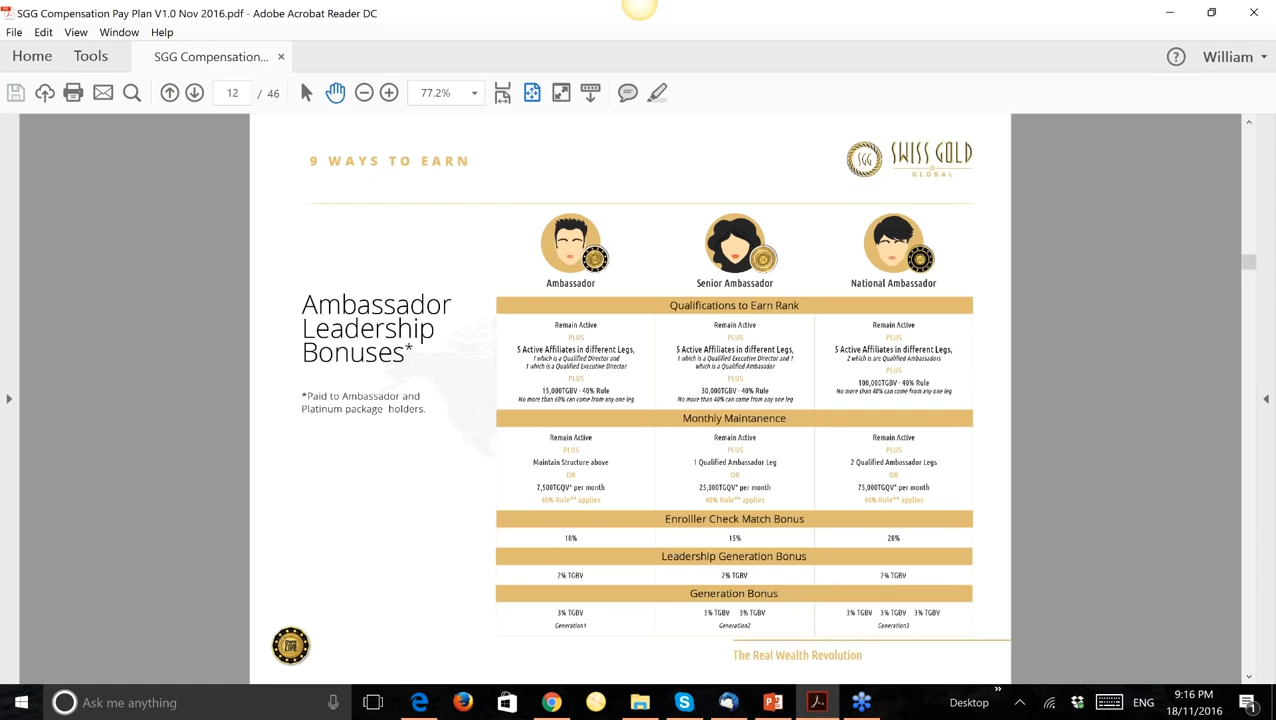 SGG Compensation Pay Plan V1.0 Nov 2016.pdf - Adobe Acrobat Reader DC
File Edit View Window Help
Home Tools SGG Compensation... × William
12 / 46 77.2%
9 WAYS TO EARN
SGG SWISS GOLD
GLOBAL
Ambassador Senior Ambassador National Ambassador
Ambassador
Leadership
Bonuses*
*Paid to Ambassador and
Platinum package holders.
Qualifications to Earn Rank
Remain Active Remain Active Remain Active
PLUS PLUS PLUS
5 Active Affiliates in different Legs, 5 Active Affiliates in different Legs, 5 Active Affiliates in different Legs,
1 which is a Qualified Director and 1 which is a Qualified Executive Director and 1 2 which is are Qualified Ambassadors
1 which is a Qualified Executive Director which is a Qualified Ambasador
PLUS PLUS PLUS
15,000TGBV - 40% Rule 30,000TGBV - 40% Rule 100,000TGBV - 40% Rule
No more than 60% can come from any one leg No more than 40% can come from any one leg No more than 40% can come from any one leg
Monthly Maintanence
Remain Active Remain Active Remain Active
PLUS PLUS PLUS
Maintain Structure above 1 Qualified Ambassador Leg 2 Qualified Ambassador Legs
OR OR OR
7,500TGQV* per month 25,000TGQV* per month 75,000TGQV* per month
40% Rule** applies 40% Rule** applies 40% Rule** applies
Enrolller Check Match Bonus
10% 15% 20%
Leadership Generation Bonus
2% TGBV 2% TGBV 2% TGBV
Generation Bonus
3% TGBV 3% TGBV 3% TGBV 3% TGBV 3% TGBV 3% TGBV
Generation1 Generation2 Generation3
The Real Wealth Revolution
Ask me anything Desktop ENG 9:16 PM
18/11/2016